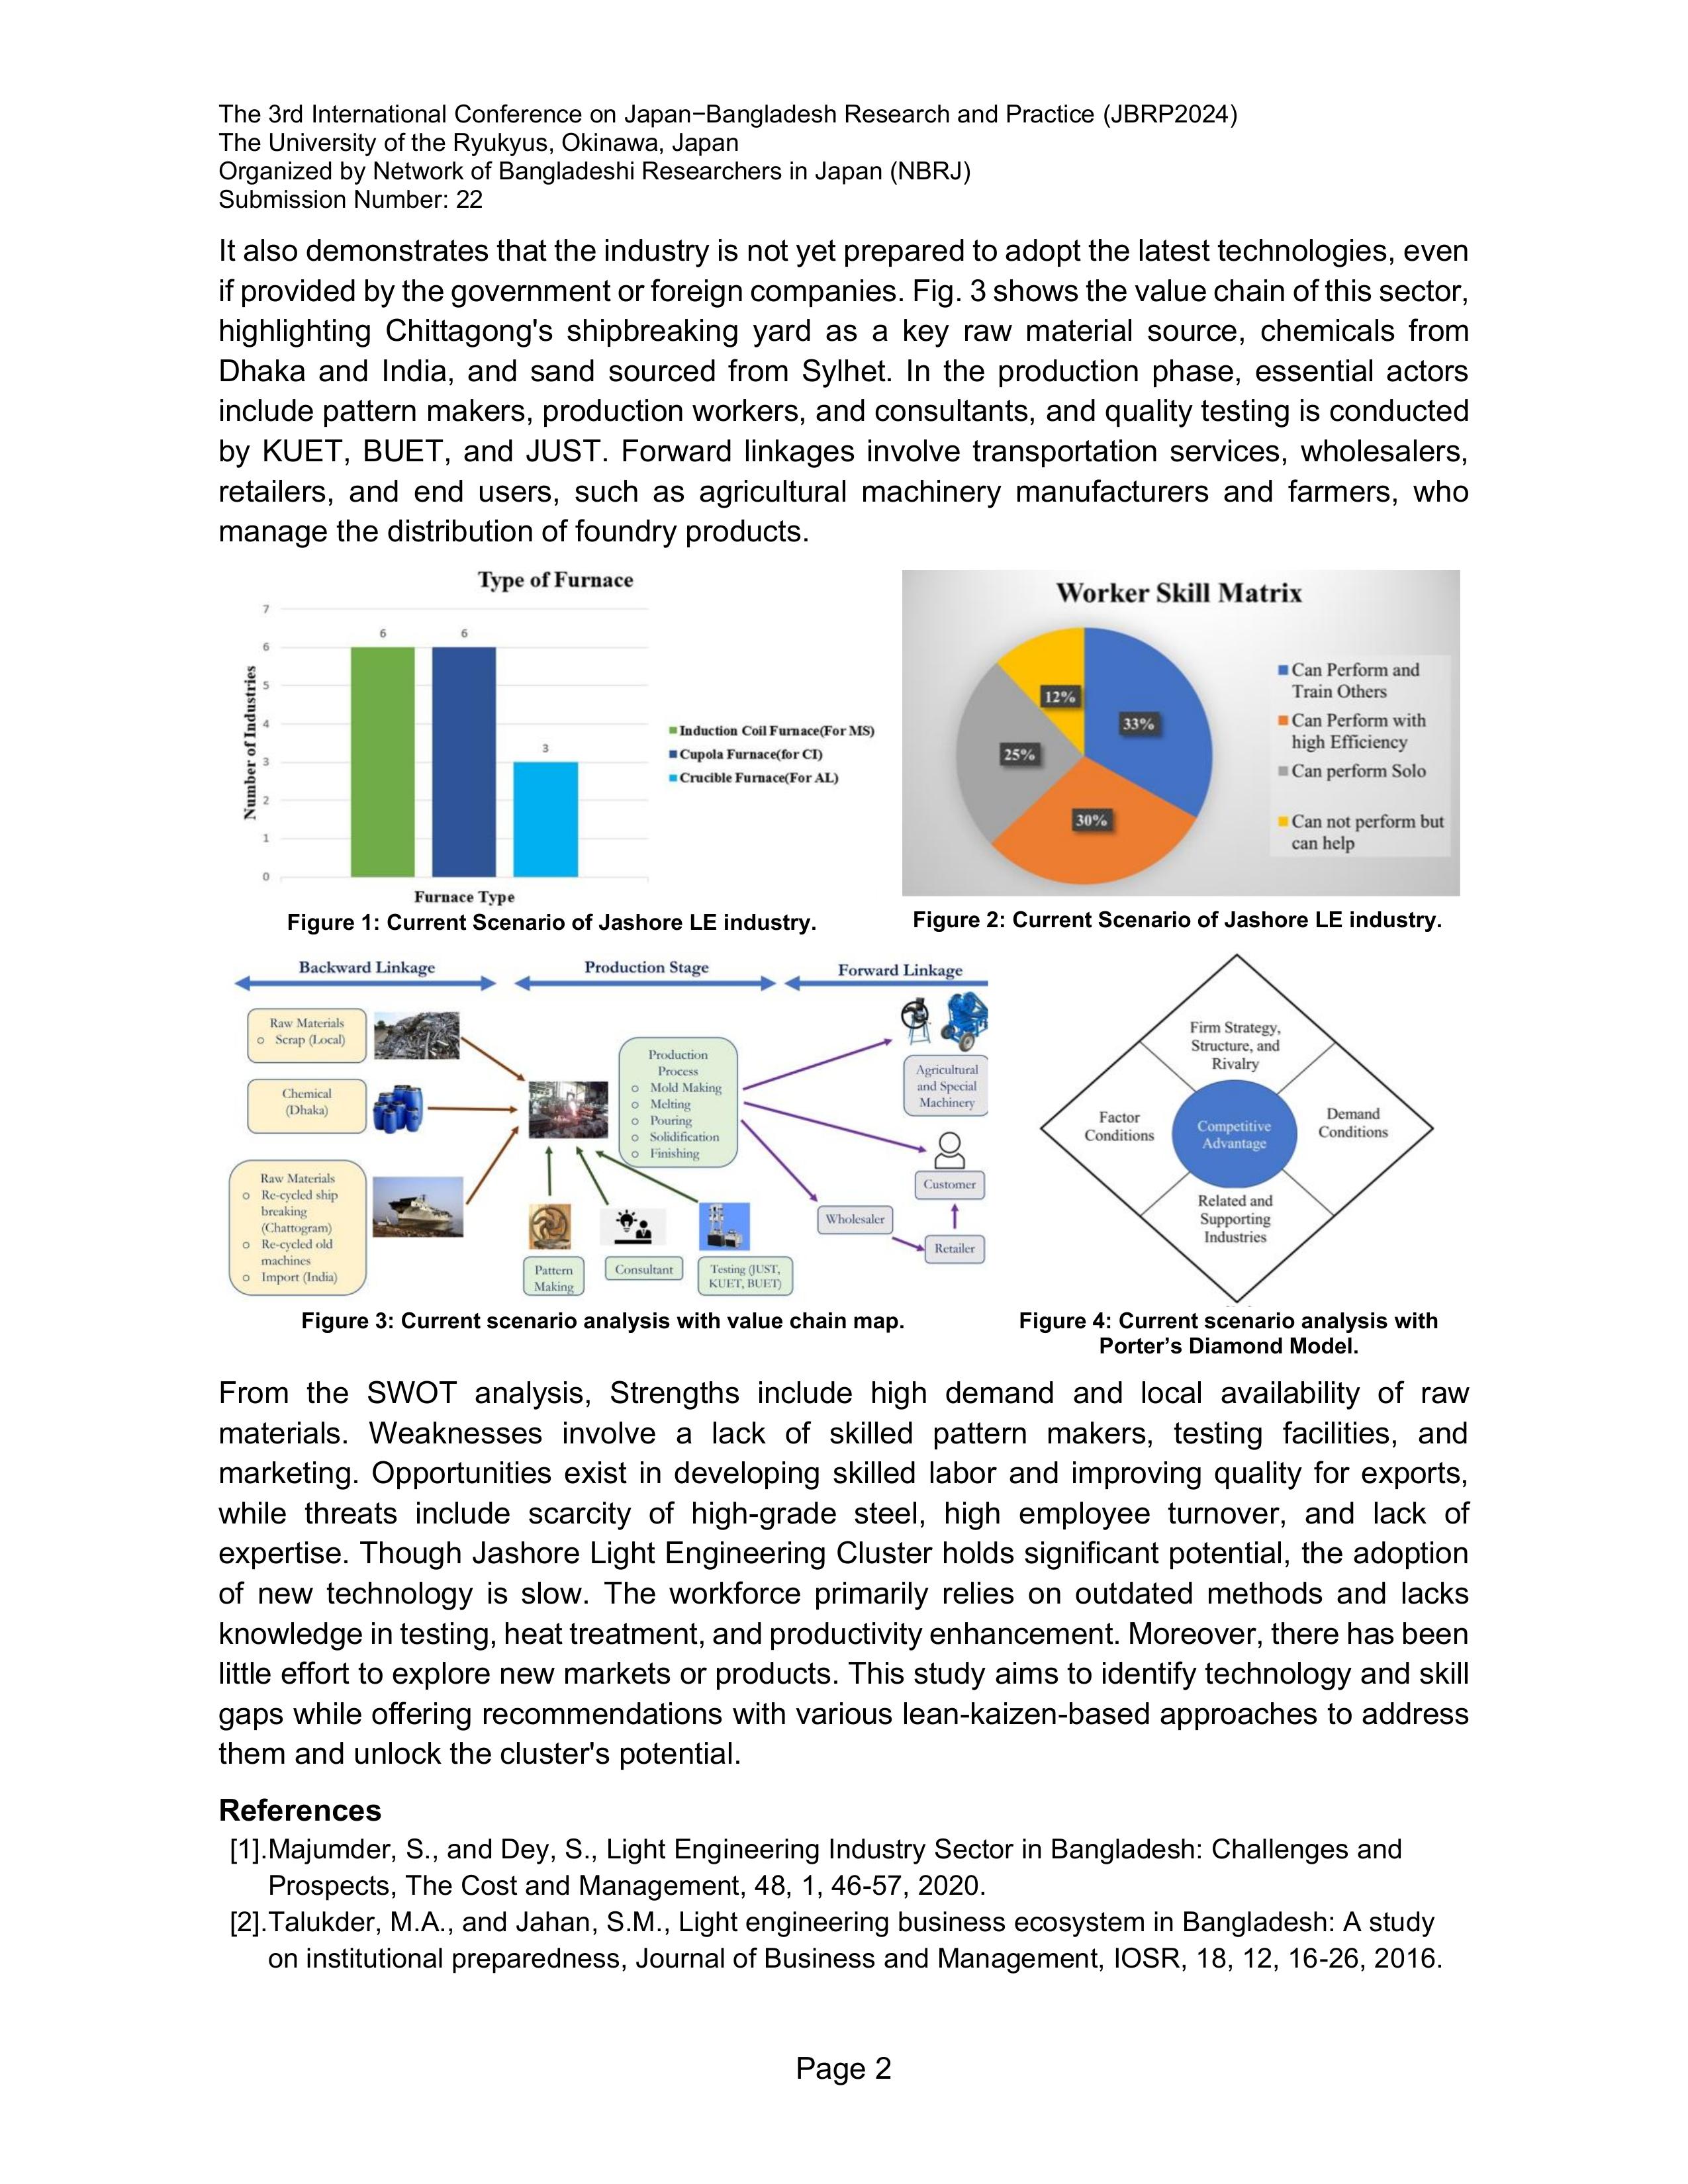 The 3rd International Conference on Japan−Bangladesh Research and Practice (JBRP2024)
The University of the Ryukyus, Okinawa, Japan
Organized by Network of Bangladeshi Researchers in Japan (NBRJ)
Submission Number: 22
It also demonstrates that the industry is not yet prepared to adopt the latest technologies, even
if provided by the government or foreign companies. Fig. 3 shows the value chain of this sector,
highlighting Chittagong's shipbreaking yard as a key raw material source, chemicals from
Dhaka and India, and sand sourced from Sylhet. In the production phase, essential actors
include pattern makers, production workers, and consultants, and quality testing is conducted
by KUET, BUET, and JUST. Forward linkages involve transportation services, wholesalers,
retailers, and end users, such as agricultural machinery manufacturers and farmers, who
manage the distribution of foundry products.
Type of Furnace
Number of Industries
7
6
5
4
3
2
1
0
6
6
3
Furnace Type
Induction Coil Furnace(For MS)
Cupola Furnace(for CI)
Crucible Furnace(For AL)
Figure 1: Current Scenario of Jashore LE industry.
Worker Skill Matrix
12%
33%
25%
30%
Can Perform and
Train Others
Can Perform with
high Efficiency
Can perform Solo
Can not perform but
can help
Figure 2: Current Scenario of Jashore LE industry.
Backward Linkage
Production Stage
Forward Linkage
Raw Materials
o Scrap (Local)
Chemical
(Dhaka)
Raw Materials
o Re-cycled ship
breaking
(Chattogram)
o Re-cycled old
machines
o Import (India)
Production
Process
o Mold Making
o Melting
o Pouring
o Solidification
o Finishing
Pattern
Making
Consultant
Testing (JUST,
KUET, BUET)
Agricultural
and Special
Machinery
Customer
Wholesaler
Retailer
Figure 3: Current scenario analysis with value chain map.
Firm Strategy,
Structure, and
Rivalry
Factor
Conditions
Competitive
Advantage
Demand
Conditions
Related and
Supporting
Industries
Figure 4: Current scenario analysis with
Porter’s Diamond Model.
From the SWOT analysis, Strengths include high demand and local availability of raw
materials. Weaknesses involve a lack of skilled pattern makers, testing facilities, and
marketing. Opportunities exist in developing skilled labor and improving quality for exports,
while threats include scarcity of high-grade steel, high employee turnover, and lack of
expertise. Though Jashore Light Engineering Cluster holds significant potential, the adoption
of new technology is slow. The workforce primarily relies on outdated methods and lacks
knowledge in testing, heat treatment, and productivity enhancement. Moreover, there has been
little effort to explore new markets or products. This study aims to identify technology and skill
gaps while offering recommendations with various lean-kaizen-based approaches to address
them and unlock the cluster's potential.
References
[1].Majumder, S., and Dey, S., Light Engineering Industry Sector in Bangladesh: Challenges and
Prospects, The Cost and Management, 48, 1, 46-57, 2020.
[2].Talukder, M.A., and Jahan, S.M., Light engineering business ecosystem in Bangladesh: A study
on institutional preparedness, Journal of Business and Management, IOSR, 18, 12, 16-26, 2016.
Page 2